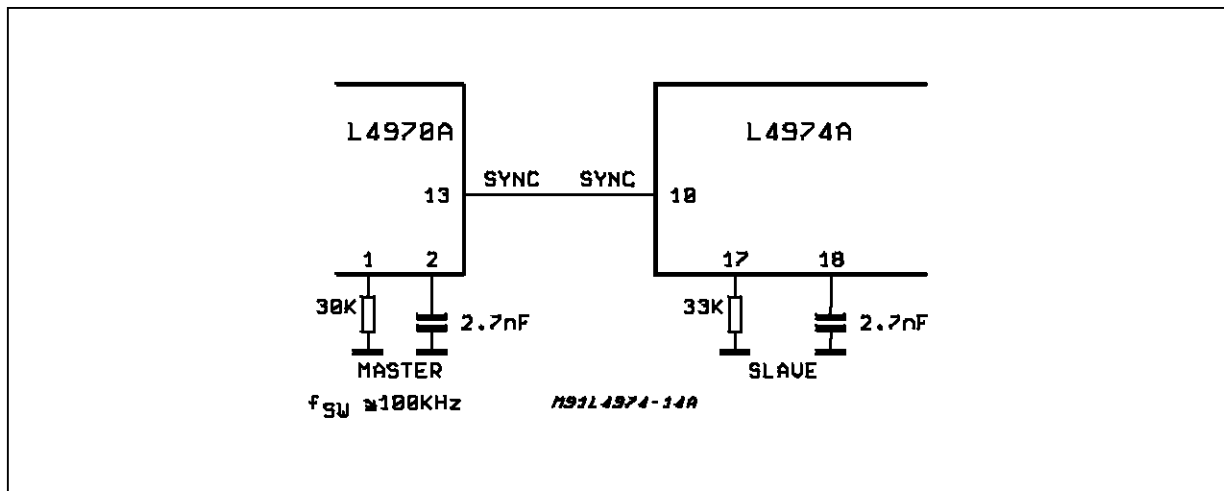 L4970A L4974A
SYNC SYNC
13 10
1 2 17 18
30K 2.7nF 33K 2.7nF
MASTER SLAVE
fSW ≅100KHz M91L4974-14A